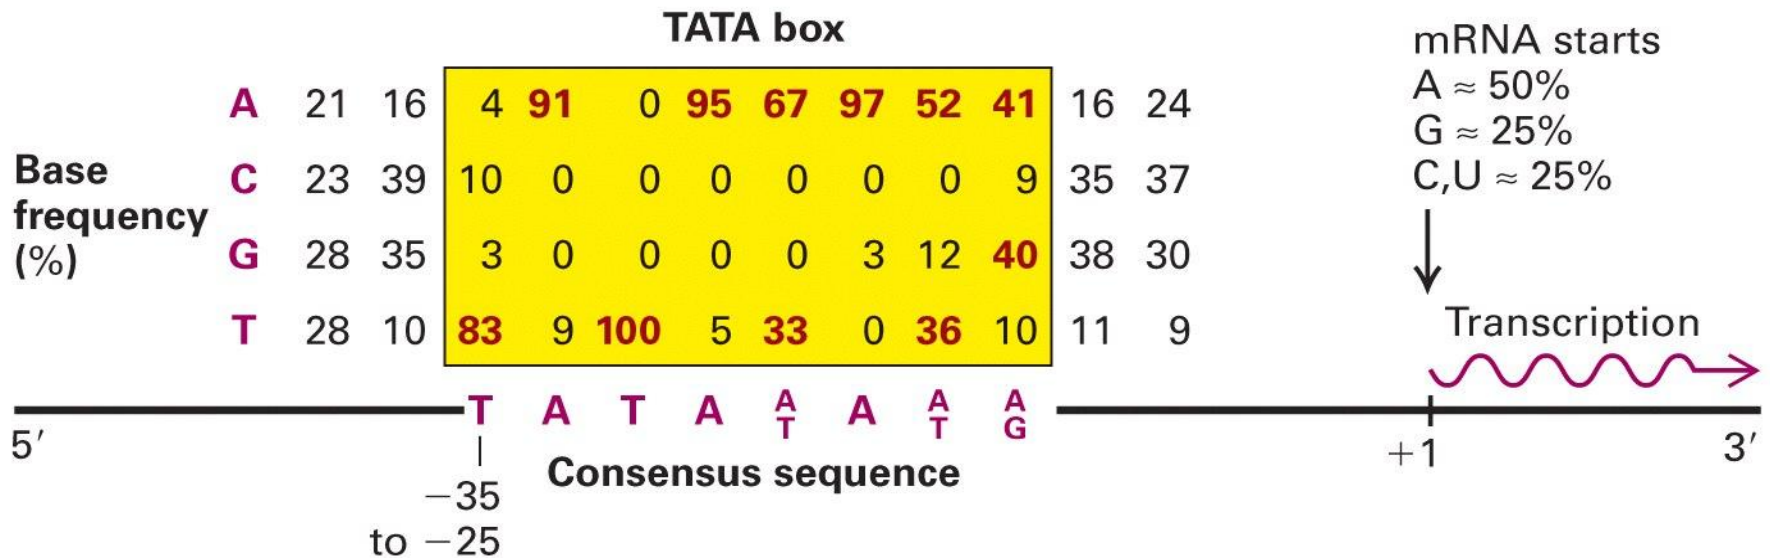 TATA box
mRNA starts
A ≈ 50%
G ≈ 25%
C,U ≈ 25%
Base
frequency
(%)
A 21 16 4 91 0 95 67 97 52 41 16 24
C 23 39 10 0 0 0 0 0 0 9 35 37
G 28 35 3 0 0 0 0 3 12 40 38 30
T 28 10 83 9 100 5 33 0 36 10 11 9
Transcription
T A T A A A A A
T T G
5′
Consensus sequence
+1
3′
−35
to −25